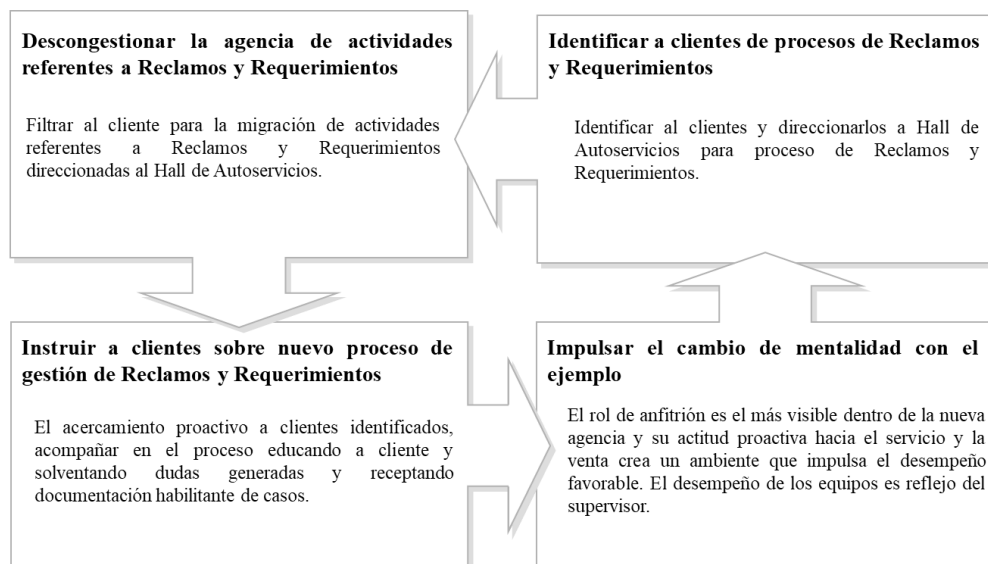 Descongestionar la agencia de actividades
referentes a Reclamos y Requerimientos
Filtrar al cliente para la migración de actividades
referentes a Reclamos y Requerimientos
direccionadas al Hall de Autoservicios.
Identificar a clientes de procesos de Reclamos
y Requerimientos
Identificar al clientes y direccionarlos a Hall de
Autoservicios para proceso de Reclamos y
Requerimientos.
Instruir a clientes sobre nuevo proceso de
gestión de Reclamos y Requerimientos
El acercamiento proactivo a clientes identificados,
acompañar en el proceso educando a cliente y
solventando dudas generadas y receptando
documentación habilitante de casos.
Impulsar el cambio de mentalidad con el
ejemplo
El rol de anfitrión es el más visible dentro de la nueva
agencia y su actitud proactiva hacia el servicio y la
venta crea un ambiente que impulsa el desempeño
favorable. El desempeño de los equipos es reflejo del
supervisor.